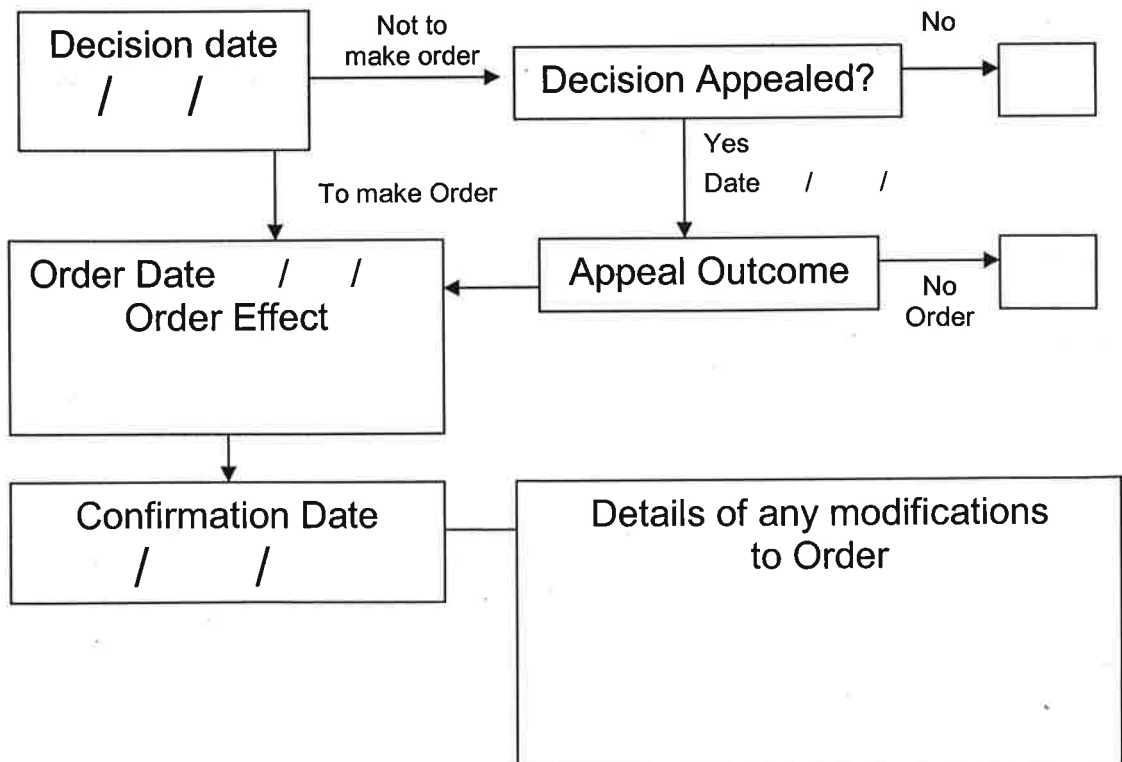 Decision date
/ /
Not to
make order
Decision Appealed?
No
Yes
Date / /
To make Order
Order Date / /
Order Effect
Appeal Outcome
No
Order
Confirmation Date
/ /
Details of any modifications
to Order